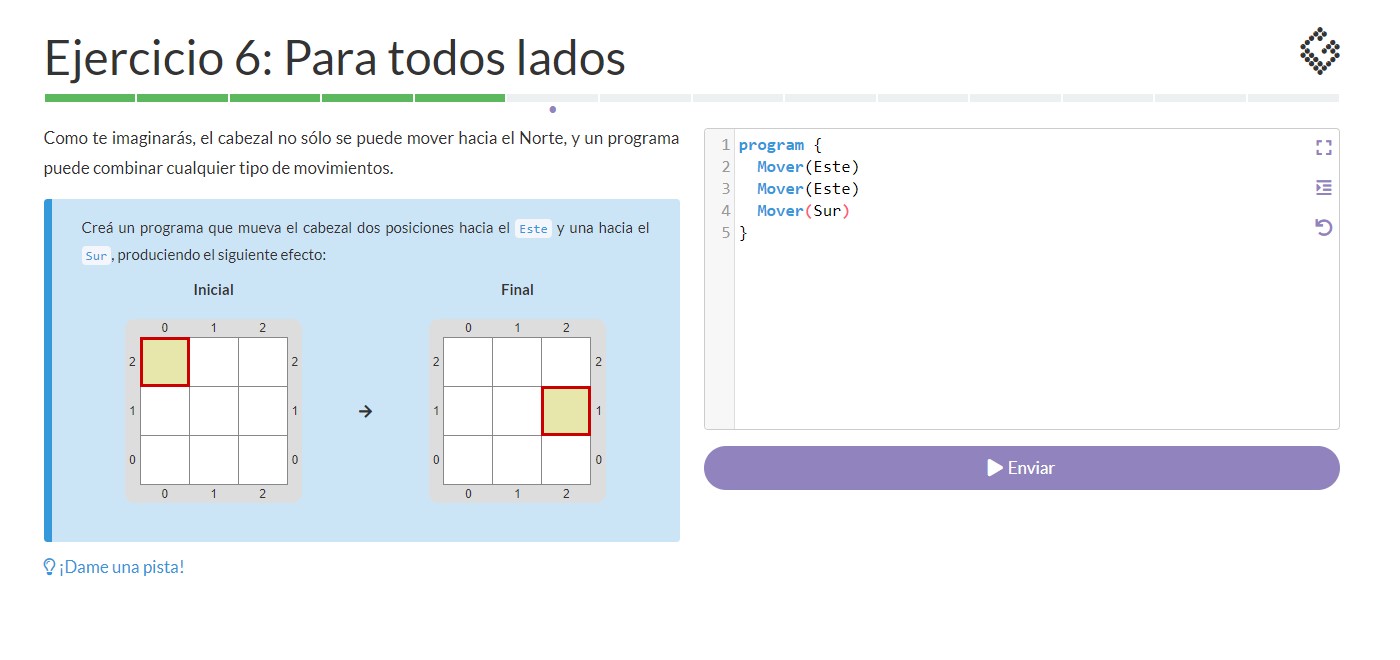 Ejercicio 6: Para todos lados
Como te imaginarás, el cabezal no sólo se puede mover hacia el Norte, y un programa
puede combinar cualquier tipo de movimientos.
Creá un programa que mueva el cabezal dos posiciones hacia el Este y una hacia el
Sur, produciendo el siguiente efecto:
Inicial
0 1 2
2 2
1 1
0 0
0 1 2
Final
0 1 2
2 2
1 1
0 0
0 1 2
¡Dame una pista!
1 program {
2 Mover(Este)
3 Mover(Este)
4 Mover(Sur)
5 }
Enviar